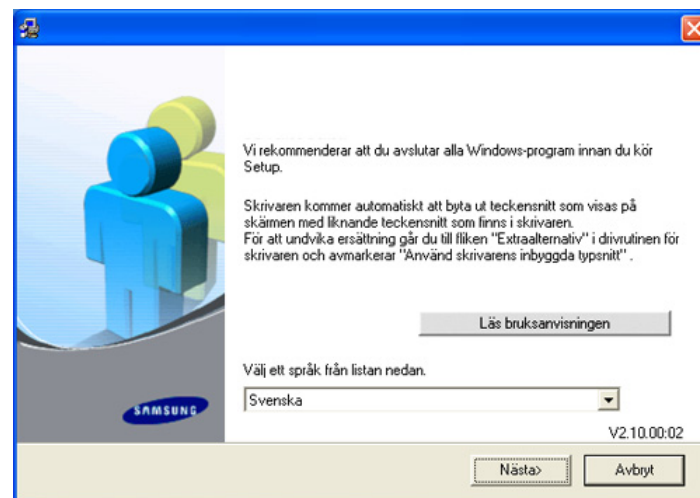 Vi rekommenderar att du avslutar alla Windows-program innan du kör
Setup.
Skrivaren kommer automatiskt att byta ut teckensnitt som visas på
skärmen med liknande teckensnitt som finns i skrivaren.
För att undvika ersättning går du till fliken "Extraalternativ" i drivrutinen för
skrivaren och avmarkerar "Använd skrivarens inbyggda typsnitt" .
Läs bruksanvisningen
Välj ett språk från listan nedan.
Svenska
SAMSUNG
V2.10.00:02
Nästa>
Avbryt